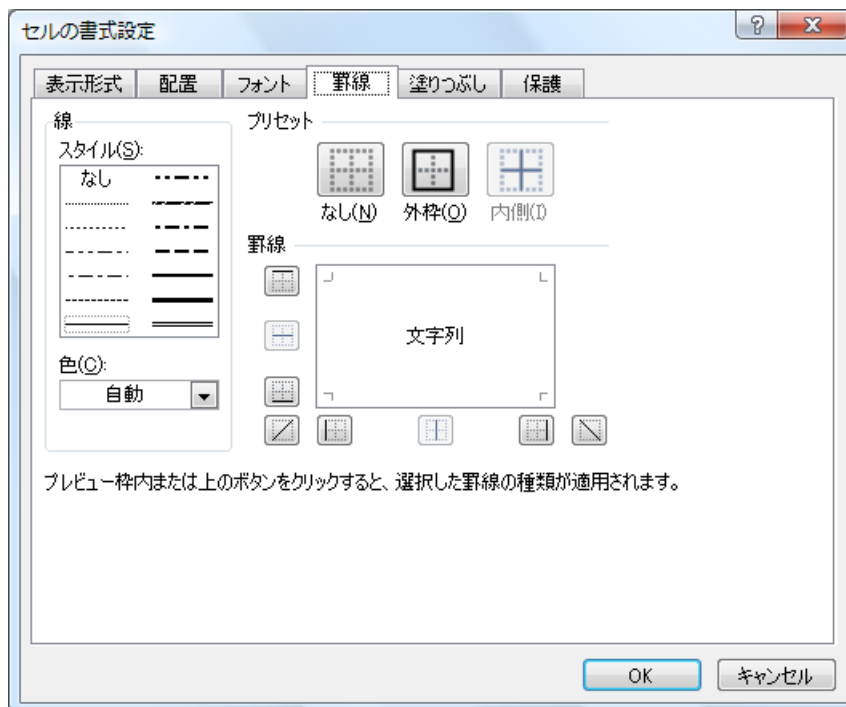 セルの書式設定
表示形式 配置 フォント 罫線 塗りつぶし 保護
線
スタイル(S):
なし
色(C):
自動
プリセット
なし(N) 外枠(O) 内側(I)
罫線
文字列
プレビュー枠内または上のボタンをクリックすると、選択した罫線の種類が適用されます。
OK キャンセル